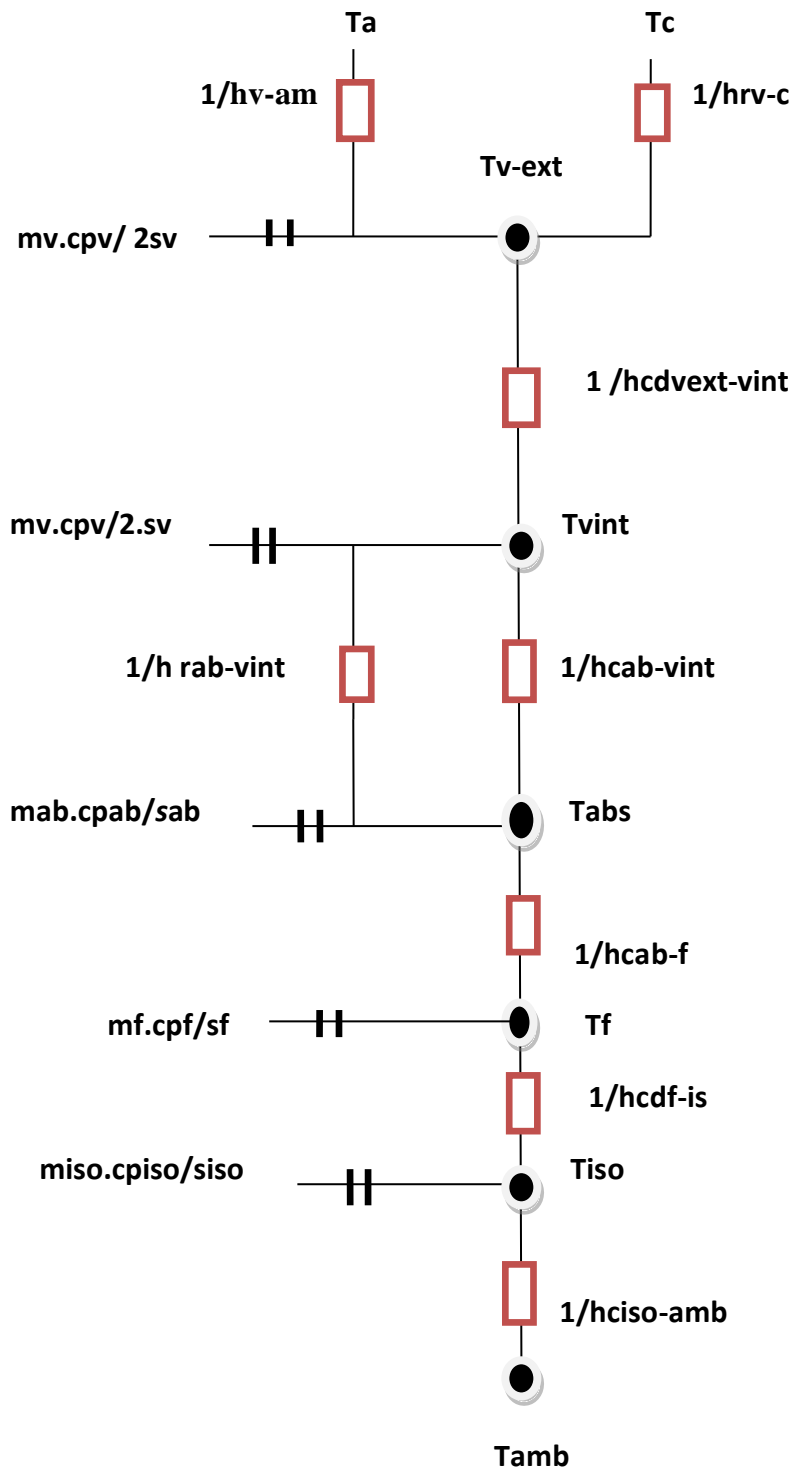 Ta
Tc
1/hv-am
1/hrv-c
Tv-ext
mv.cpv/ 2sv
1 /hcdvext-vint
mv.cpv/2.sv
Tvint
1/h rab-vint
1/hcab-vint
mab.cpab/sab
Tabs
1/hcab-f
mf.cpf/sf
Tf
1/hcdf-is
miso.cpiso/siso
Tiso
1/hciso-amb
Tamb